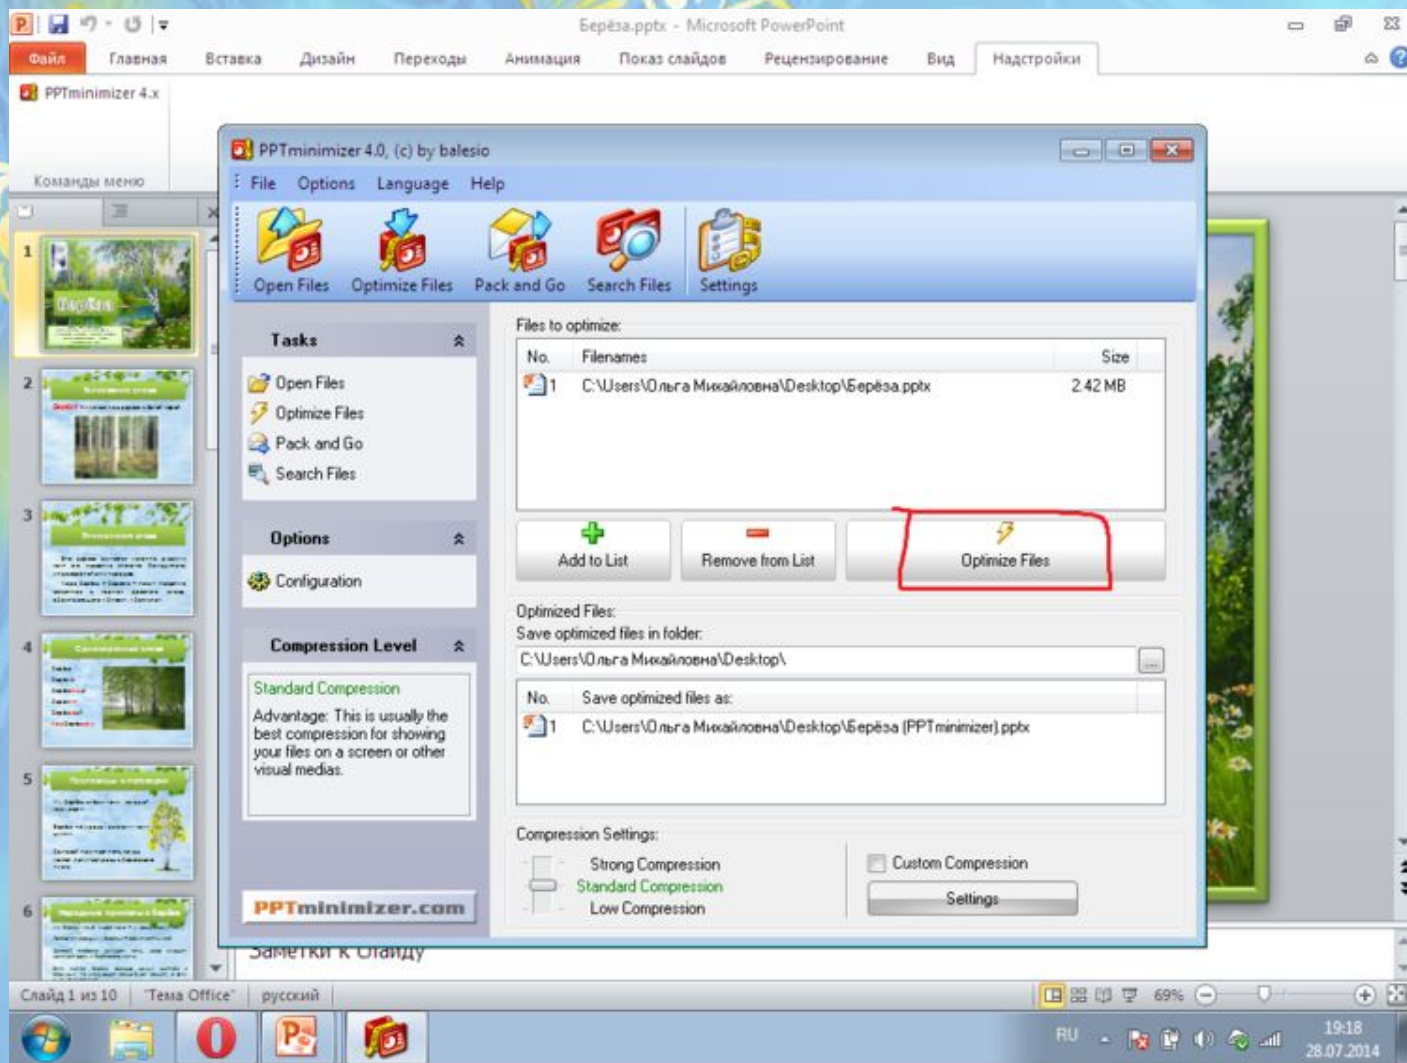 Берёза.pptx - Microsoft PowerPoint
Файл Главная Вставка Дизайн Переходы Анимация Показ слайдов Рецензирование Вид Надстройки
PPTminimizer 4.x
Команды меню
PPTminimizer 4.0, (c) by balesio
File Options Language Help
Open Files Optimize Files Pack and Go Search Files Settings
Tasks
Open Files
Optimize Files
Pack and Go
Search Files
Options
Configuration
Compression Level
Standard Compression
Advantage: This is usually the
best compression for showing
your files on a screen or other
visual medias.
PPTminimizer.com
Files to optimize:
No. Filenames Size
1 C:\Users\Ольга Михайловна\Desktop\Берёза.pptx 2.42 MB
Add to List Remove from List Optimize Files
Optimized Files:
Save optimized files in folder:
C:\Users\Ольга Михайловна\Desktop\
...
No. Save optimized files as:
1 C:\Users\Ольга Михайловна\Desktop\Берёза (PPTminimizer).pptx
Compression Settings:
Strong Compression
Standard Compression
Low Compression
Custom Compression
Settings
1
Берёза
2
3
4
5
6
Заметки к слайду
Слайд 1 из 10 "Тема Office" русский 69%
RU 19:18
28.07.2014